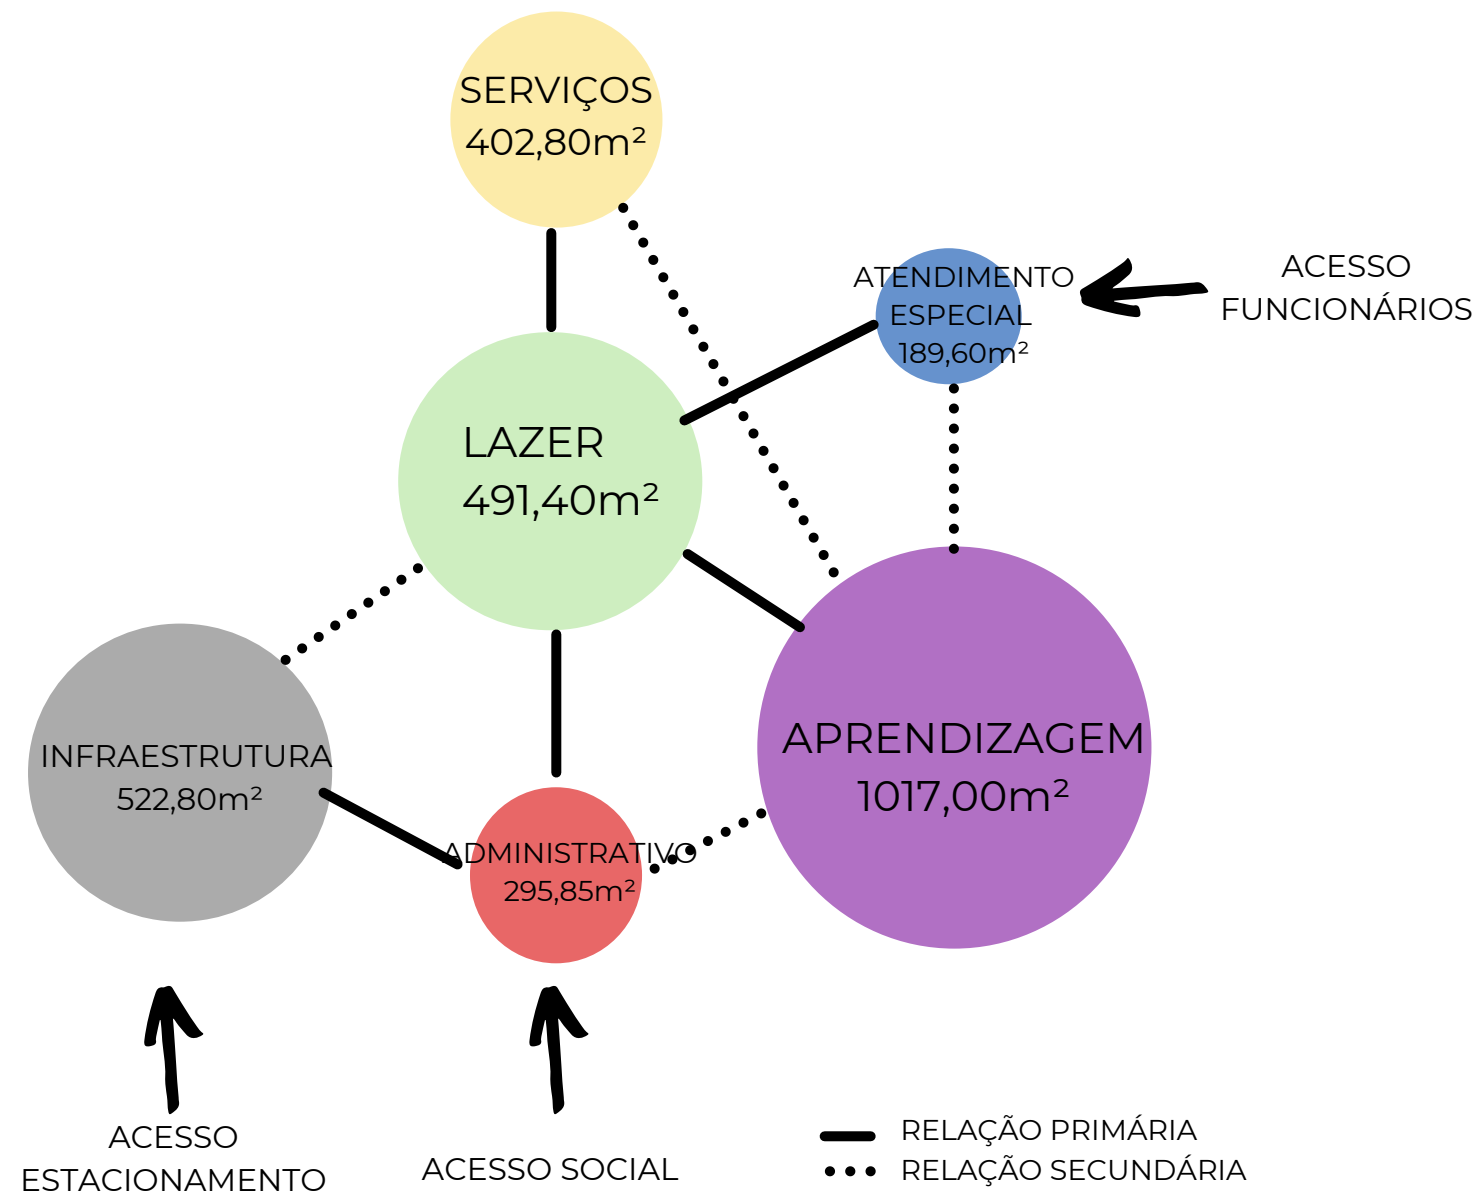 SERVIÇOS
402,80m²
ATENDIMENTO
ESPECIAL
189,60m²
ACESSO
FUNCIONÁRIOS
LAZER
491,40m²
INFRAESTRUTURA
522,80m²
APRENDIZAGEM
1017,00m²
ADMINISTRATIVO
295,85m²
ACESSO
ESTACIONAMENTO
ACESSO SOCIAL
RELAÇÃO PRIMÁRIA
RELAÇÃO SECUNDÁRIA